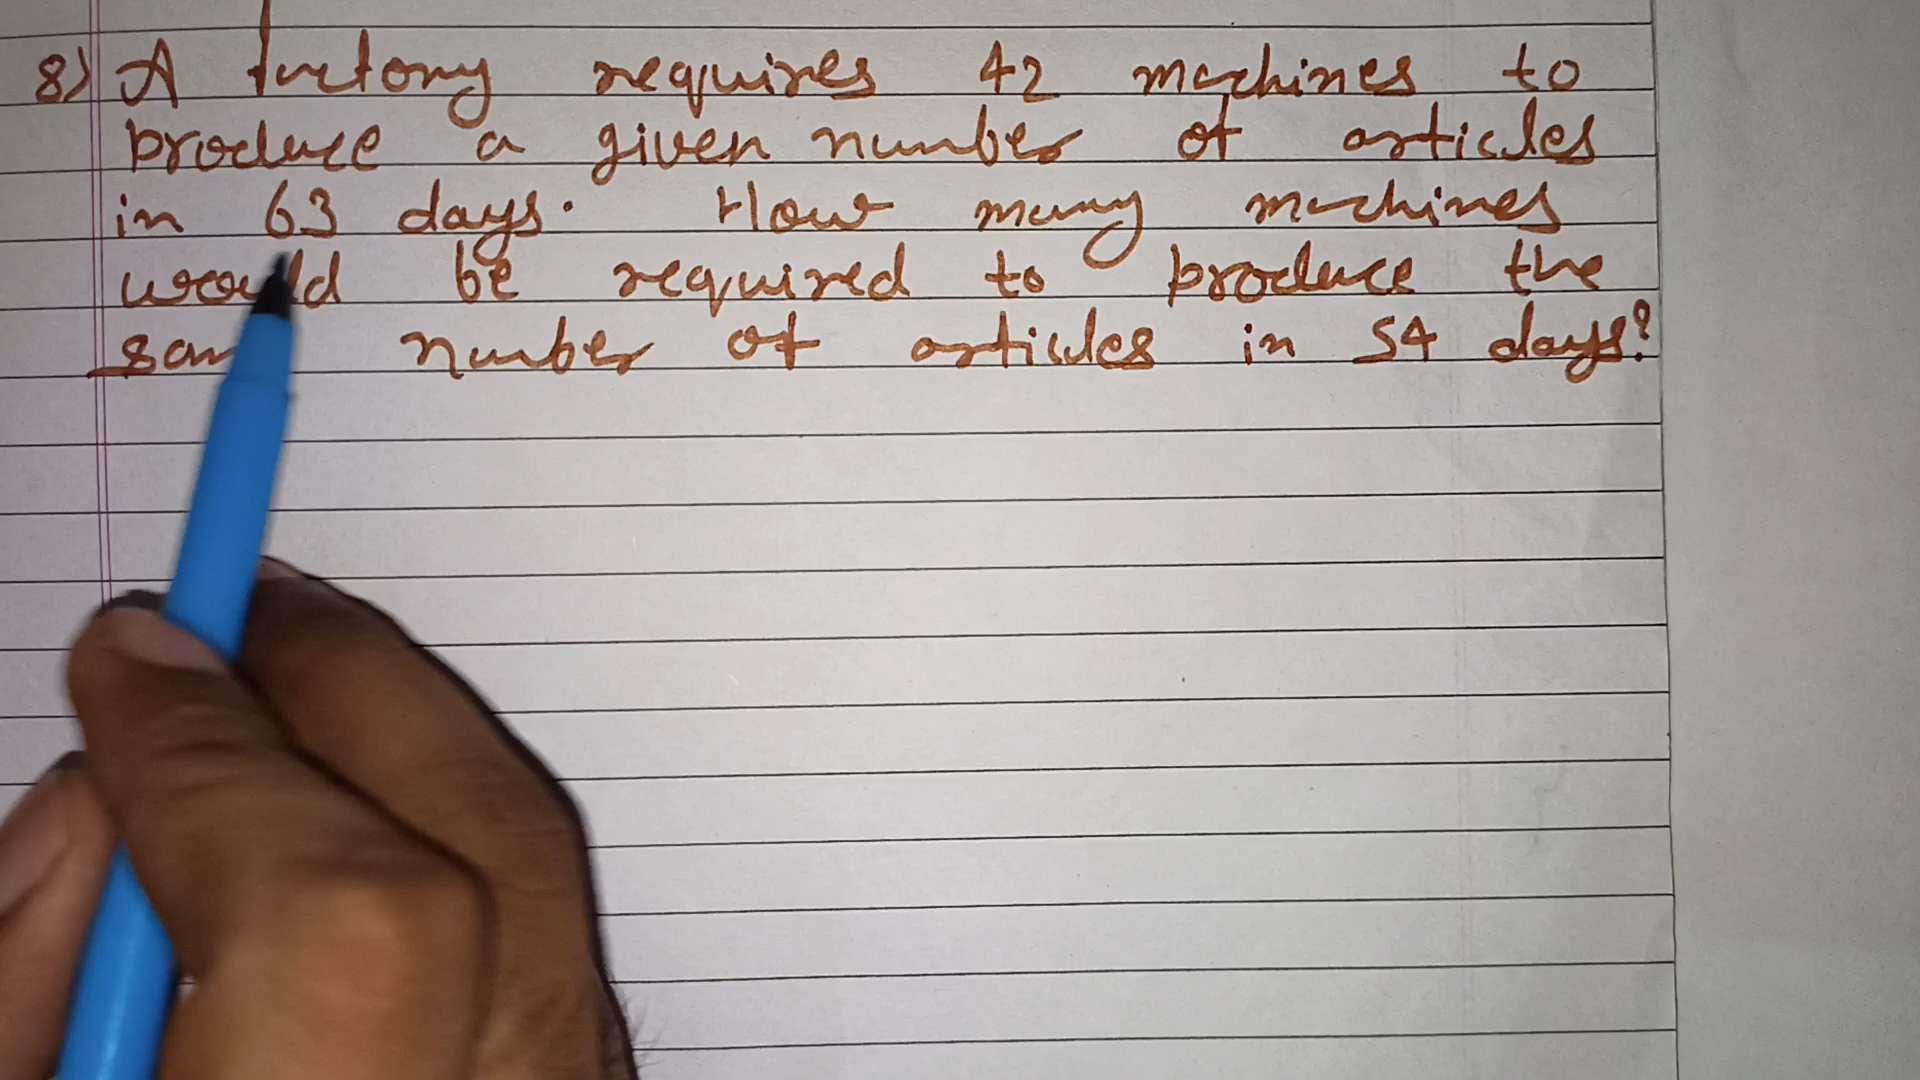 8) A factory requires 42 machines to
produce a given number of articles
in 63 days. How many machines
would be required to produce the
number of articles in 54 days?